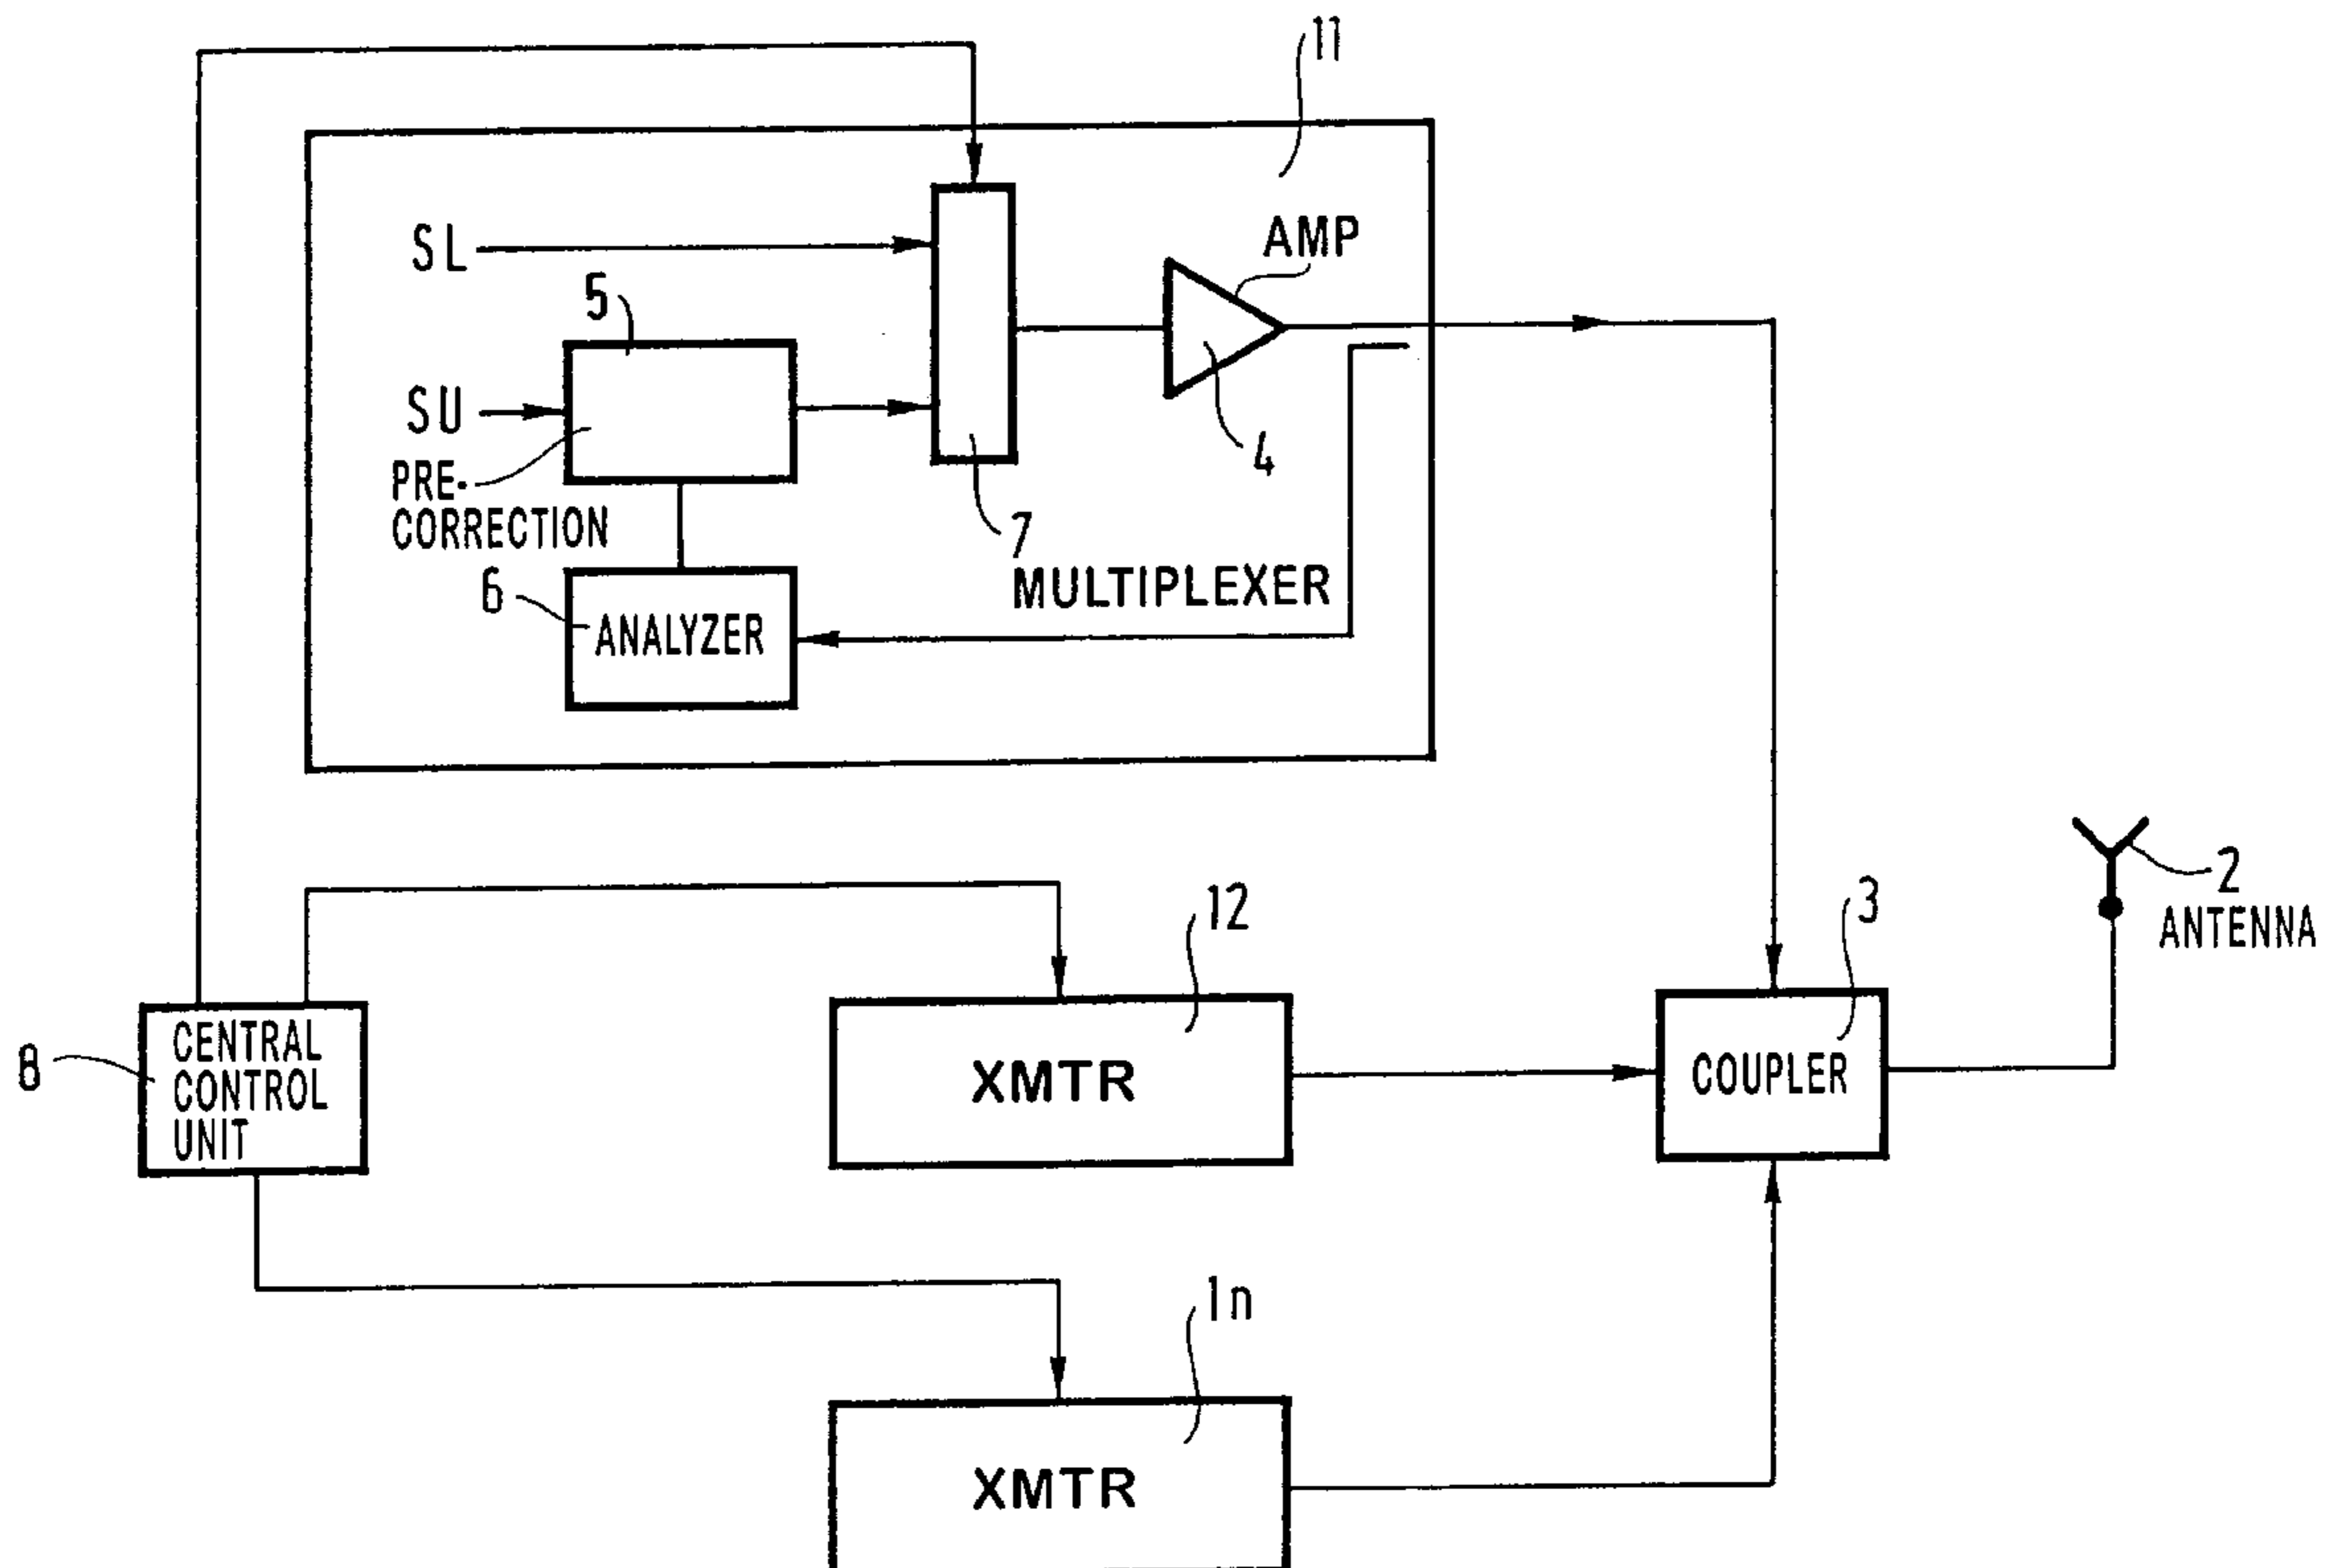 11
SL
AMP
5
SU
4
PRE-
CORRECTION
7
MULTIPLEXER
6
ANALYZER
2
ANTENNA
12
3
8
CENTRAL
CONTROL
UNIT
XMTR
COUPLER
1n
XMTR